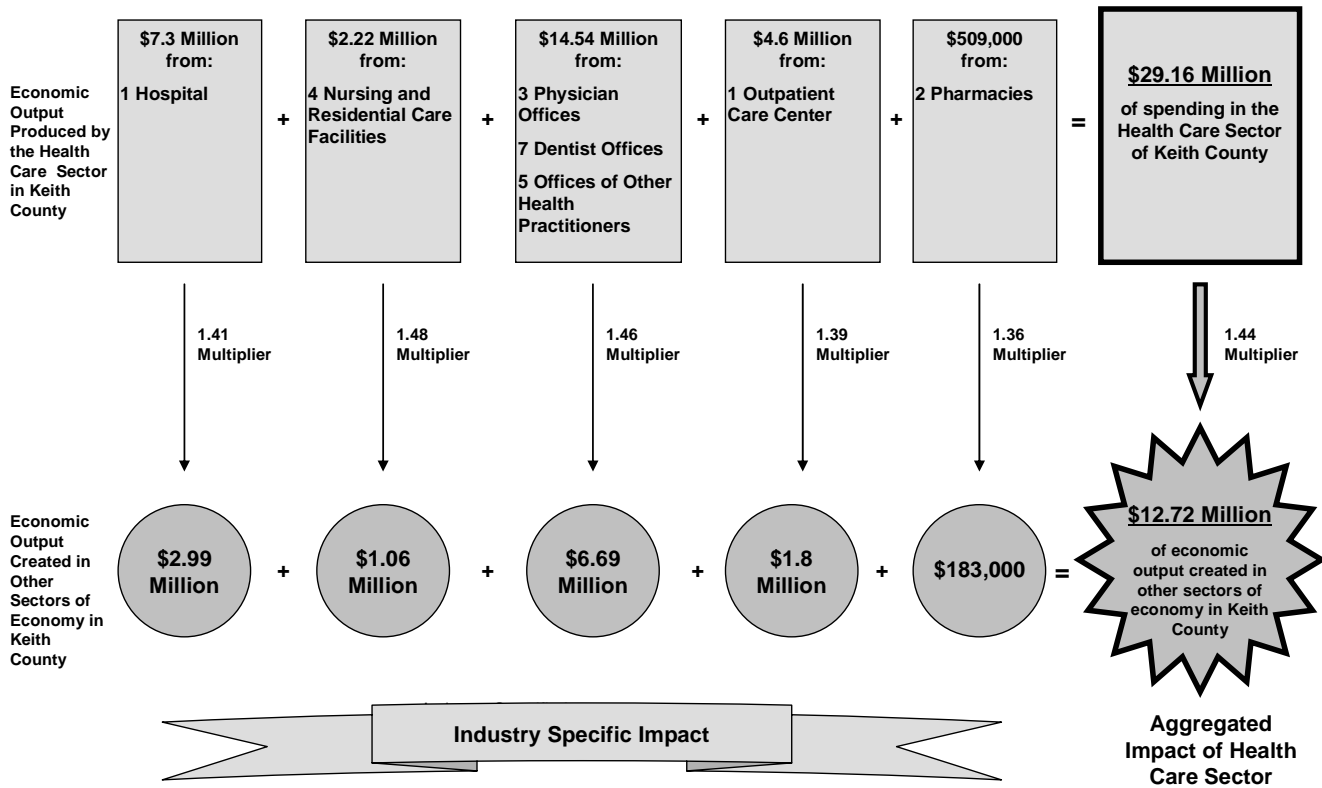 Economic
Output
Produced by
the Health
Care Sector
in Keith
County
$7.3 Million
from:
1 Hospital
+
$2.22 Million
from:
4 Nursing and
Residential Care
Facilities
+
$14.54 Million
from:
3 Physician
Offices
7 Dentist Offices
5 Offices of Other
Health
Practitioners
+
$4.6 Million
from:
1 Outpatient
Care Center
+
$509,000
from:
2 Pharmacies
=
$29.16 Million
of spending in the
Health Care Sector
of Keith County
1.41
Multiplier
1.48
Multiplier
1.46
Multiplier
1.39
Multiplier
1.36
Multiplier
1.44
Multiplier
Economic
Output
Created in
Other
Sectors of
Economy in
Keith
County
$2.99
Million
+
$1.06
Million
+
$6.69
Million
+
$1.8
Million
+
$183,000
=
$12.72 Million
of economic
output created in
other sectors of
economy in Keith
County
Industry Specific Impact
Aggregated
Impact of Health
Care Sector